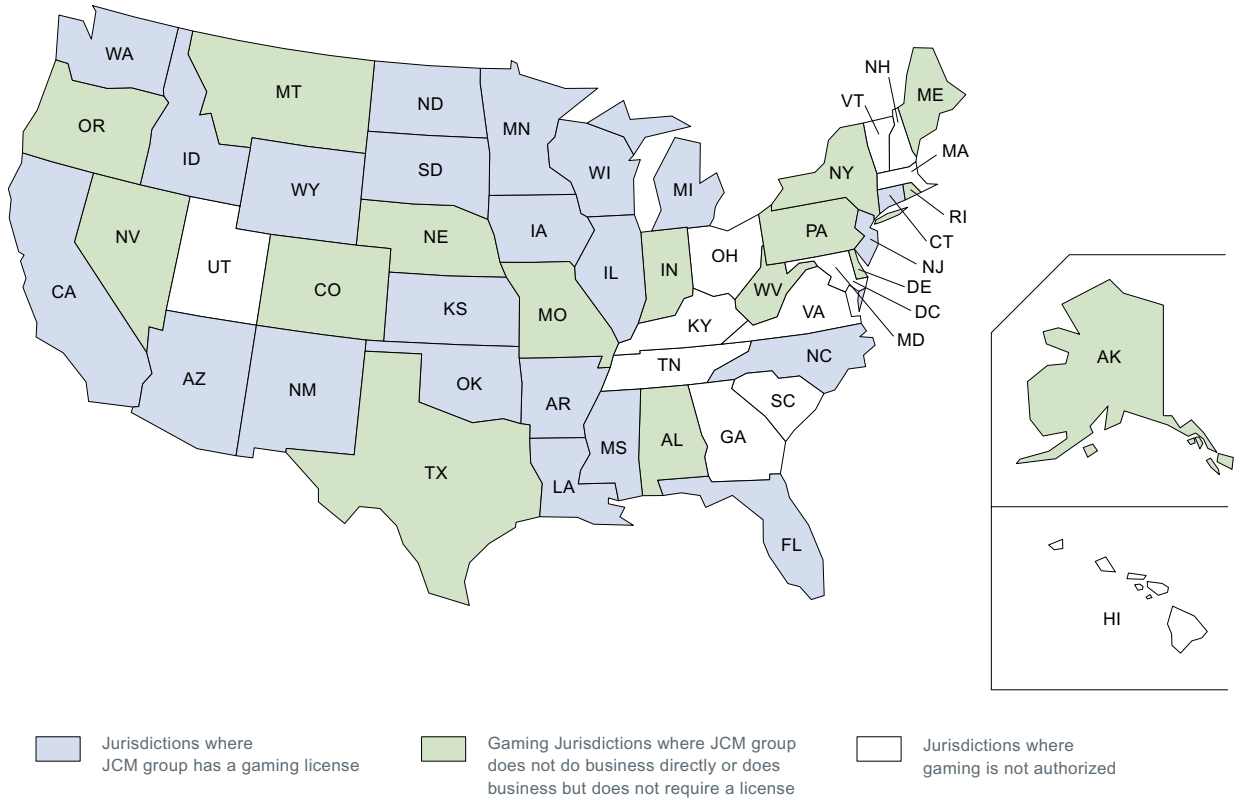 WA
MT
ND
MN
OR
ID
SD
WI
WY
MI
NH
VT
ME
MA
NY
RI
CT
NJ
DE
DC
MD
NV
UT
CO
NE
IA
IL
IN
OH
PA
WV
VA
CA
KS
MO
KY
TN
NC
AZ
NM
OK
AR
SC
TX
LA
MS
AL
GA
FL
AK
HI
Jurisdictions where
JCM group has a gaming license
Gaming Jurisdictions where JCM group
does not do business directly or does
business but does not require a license
Jurisdictions where
gaming is not authorized